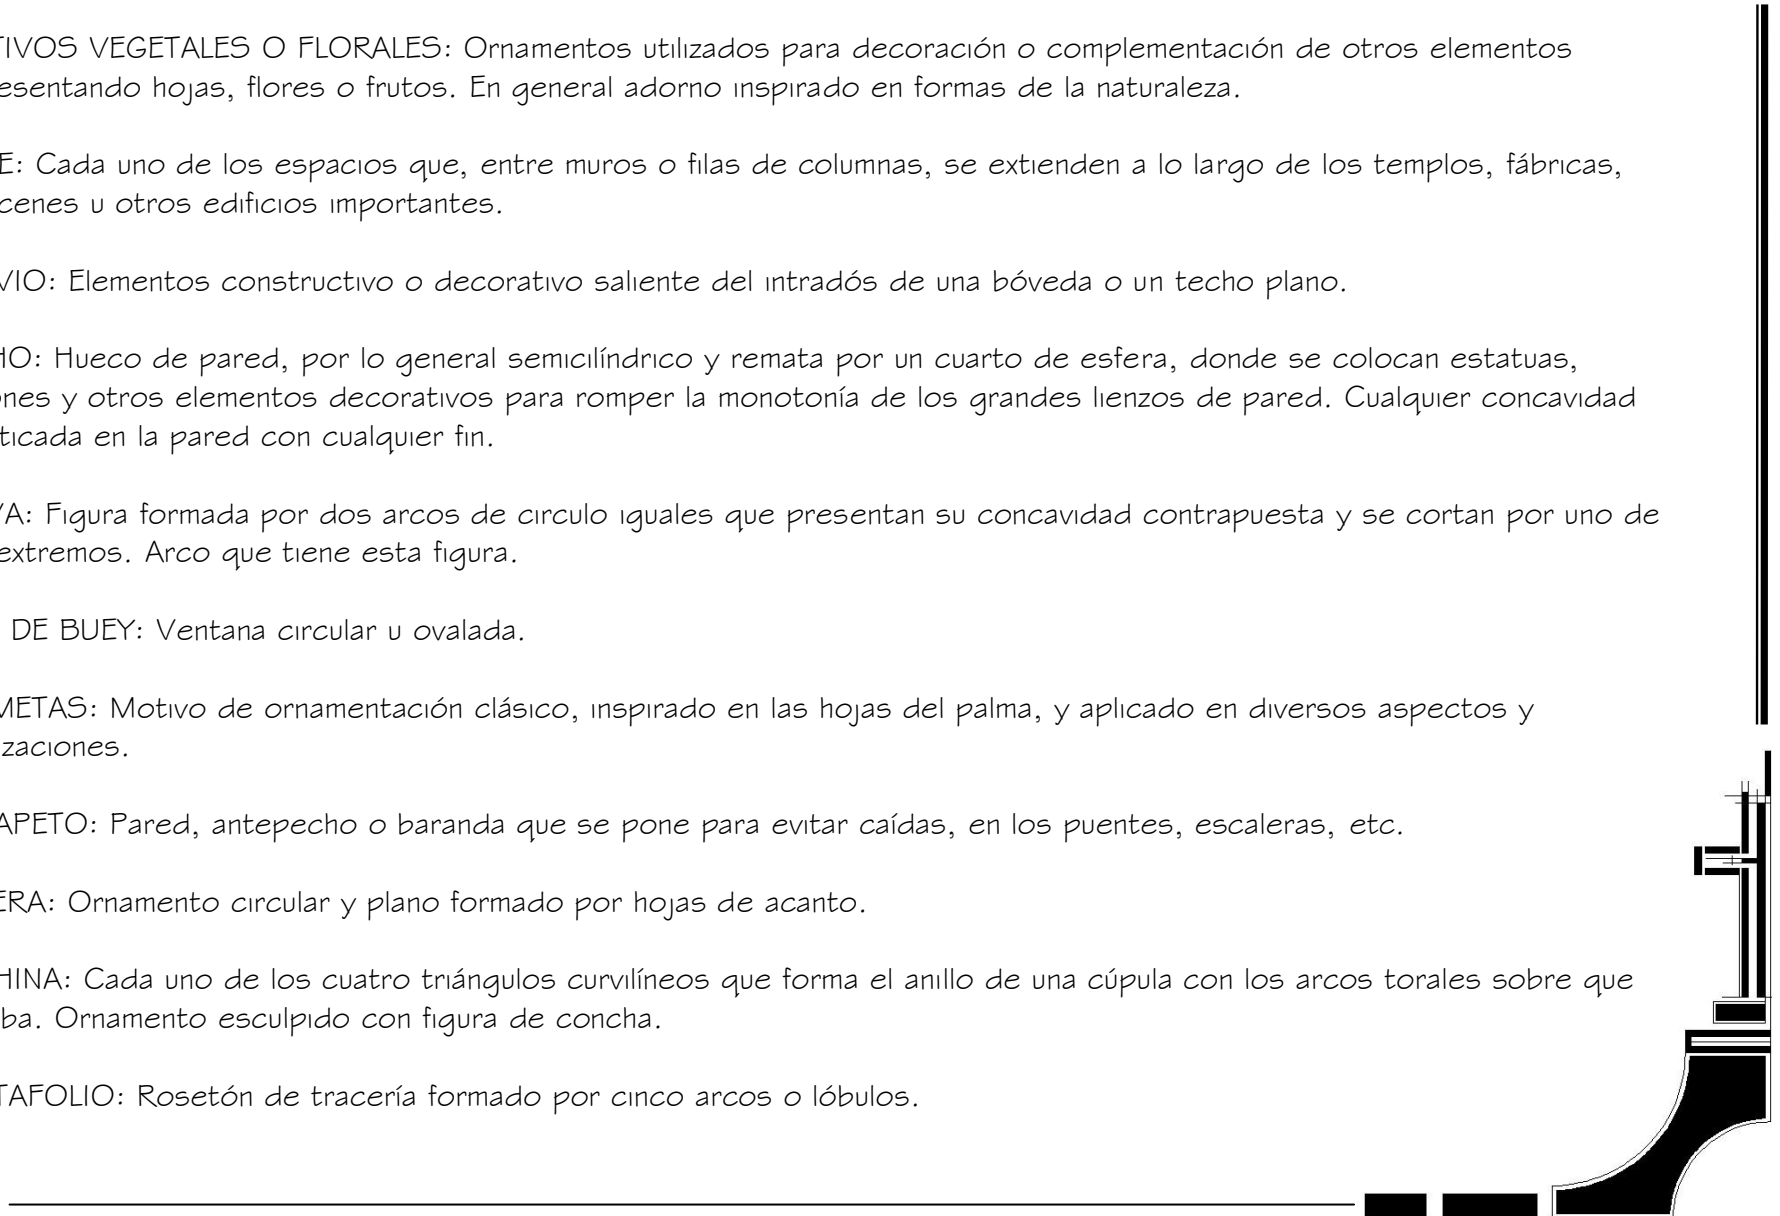 TIVOS VEGETALES O FLORALES: Ornamentos utilizados para decoración o complementación de otros elementos
esentando hojas, flores o frutos. En general adorno inspirado en formas de la naturaleza.
E: Cada uno de los espacios que, entre muros o filas de columnas, se extienden a lo largo de los templos, fábricas,
cenes u otros edificios importantes.
VIO: Elementos constructivo o decorativo saliente del intradós de una bóveda o un techo plano.
HO: Hueco de pared, por lo general semicilíndrico y remata por un cuarto de esfera, donde se colocan estatuas,
ones y otros elementos decorativos para romper la monotonía de los grandes lienzos de pared. Cualquier concavidad
ticada en la pared con cualquier fin.
VA: Figura formada por dos arcos de circulo iguales que presentan su concavidad contrapuesta y se cortan por uno de
extremos. Arco que tiene esta figura.
DE BUEY: Ventana circular u ovalada.
METAS: Motivo de ornamentación clásico, inspirado en las hojas del palma, y aplicado en diversos aspectos y
zaciones.
APETO: Pared, antepecho o baranda que se pone para evitar caídas, en los puentes, escaleras, etc.
ERA: Ornamento circular y plano formado por hojas de acanto.
HINA: Cada uno de los cuatro triángulos curvilíneos que forma el anillo de una cúpula con los arcos torales sobre que
ba. Ornamento esculpido con figura de concha.
TAFOLIO: Rosetón de tracería formado por cinco arcos o lóbulos.